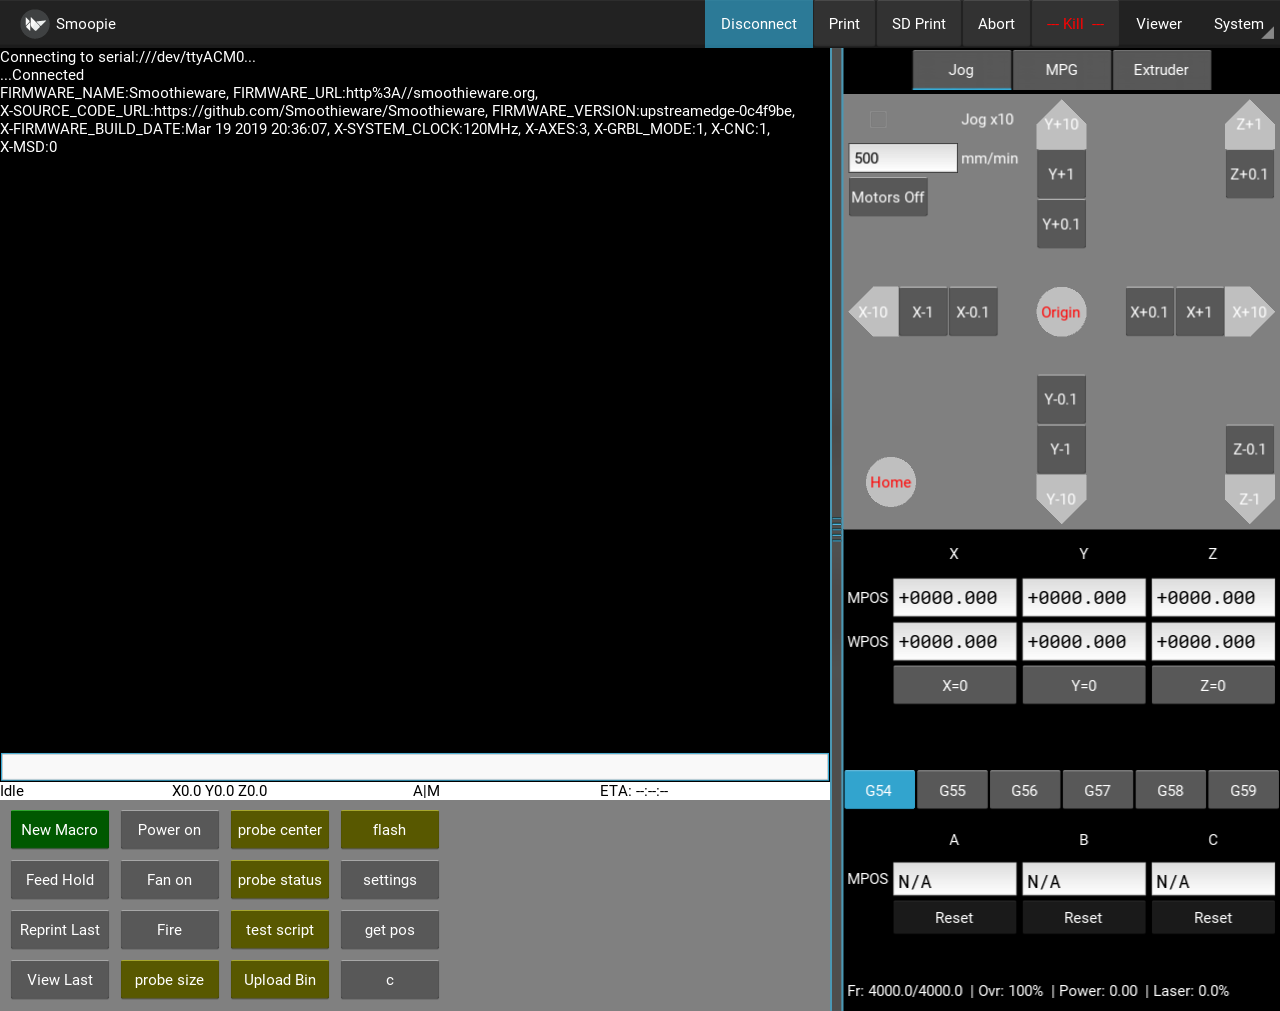 Smoopie Disconnect Print SD Print Abort — Kill — Viewer System
Connecting to serial:///dev/ttyACM0...
...Connected
FIRMWARE_NAME:Smoothieware, FIRMWARE_URL:http%3A//smoothieware.org,
X-SOURCE_CODE_URL:https://github.com/Smoothieware/Smoothieware, FIRMWARE_VERSION:upstreamedge-0c4f9be,
X-FIRMWARE_BUILD_DATE:Mar 19 2019 20:36:07, X-SYSTEM_CLOCK:120MHz, X-AXES:3, X-GRBL_MODE:1, X-CNC:1,
X-MSD:0
Idle X0.0 Y0.0 Z0.0 A|M ETA: --:--:--
New Macro Power on probe center flash
Feed Hold Fan on probe status settings
Reprint Last Fire test script get pos
View Last probe size Upload Bin c
Jog MPG Extruder
Jog x10 Y+10 Z+1
500 mm/min
Y+1 Z+0.1
Motors Off
Y+0.1
X-10 X-1 X-0.1 Origin X+0.1 X+1 X+10
Y-0.1
Y-1 Z-0.1
Home
Y-10 Z-1
X Y Z
MPOS +0000.000 +0000.000 +0000.000
WPOS +0000.000 +0000.000 +0000.000
X=0 Y=0 Z=0
G54 G55 G56 G57 G58 G59
A B C
MPOS N/A N/A N/A
Reset Reset Reset
Fr: 4000.0/4000.0 | Ovr: 100% | Power: 0.00 | Laser: 0.0%